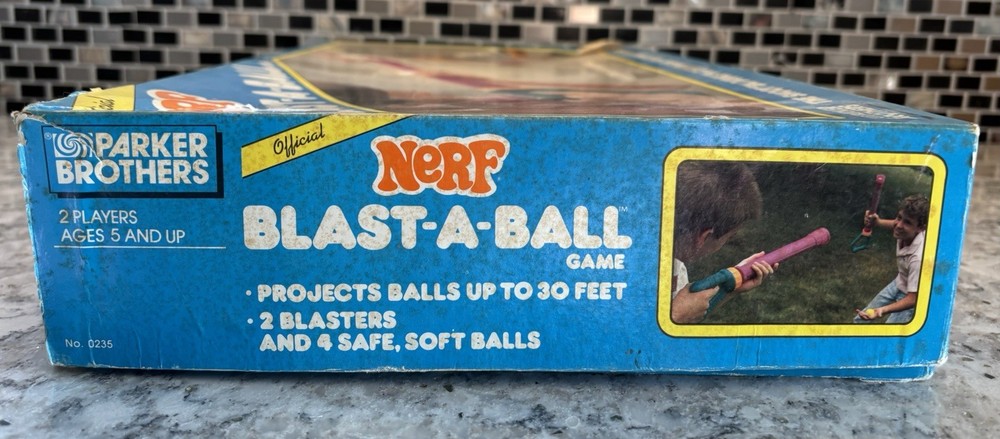 PARKER
BROTHERS
2 PLAYERS
AGES 5 AND UP
No. 0235
Official
NERF
BLAST-A-BALL™
GAME
• PROJECTS BALLS UP TO 30 FEET
• 2 BLASTERS
AND 4 SAFE, SOFT BALLS